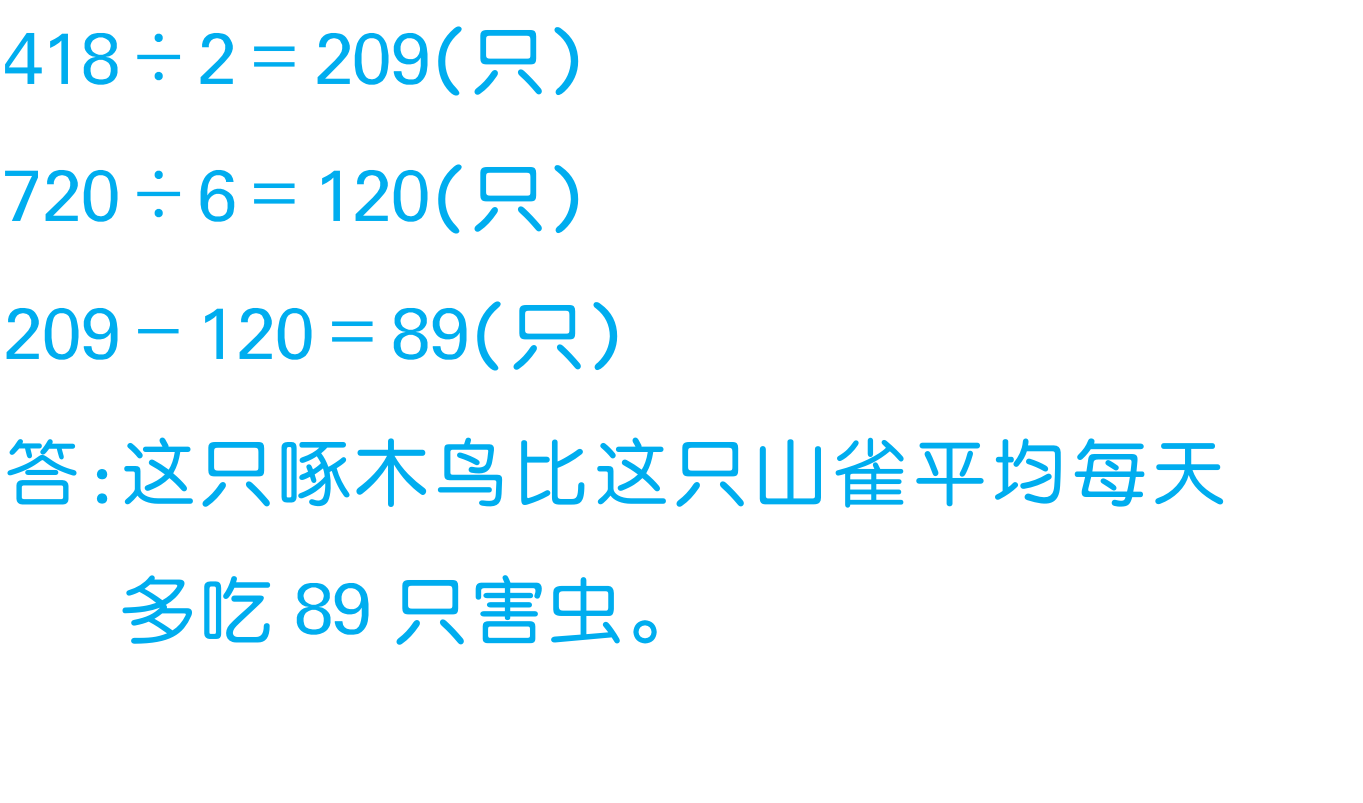 418÷2=209(只)
720÷6=120(只)
209-120=89(只)
答:这只啄木鸟比这只山雀平均每天
多吃 89 只害虫。